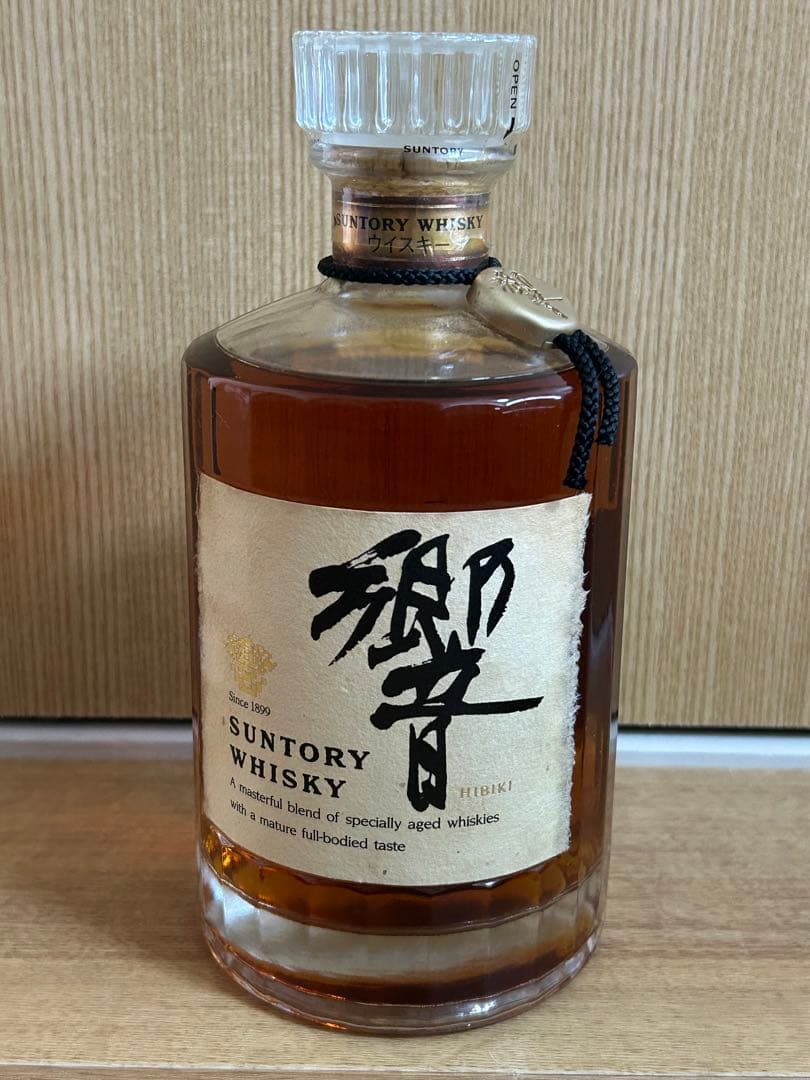 OPEN
SUNTORY
SUNTORY WHISKY
ウイスキー
響
Since 1899
SUNTORY
WHISKY
HIBIKI
A masterful blend of specially aged whiskies
with a mature full-bodied taste